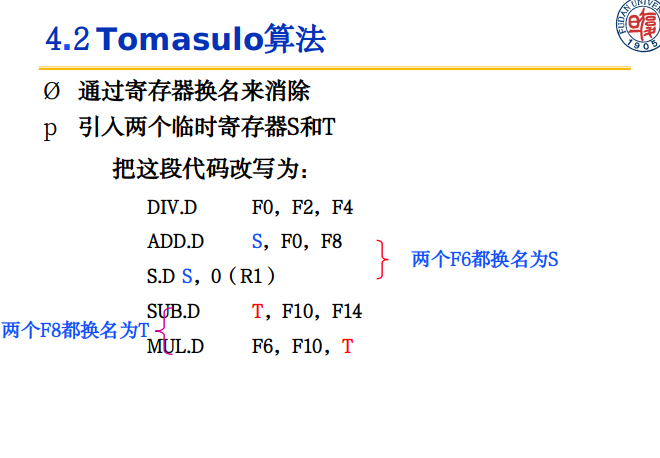 4.2 Tomasulo算法
FUDAN UNIVER
1905
Ø 通过寄存器换名来消除
p 引入两个临时寄存器S和T
把这段代码改写为：
DIV.D F0，F2，F4
ADD.D S，F0，F8
S.D S，0（R1）
两个F6都换名为S
SUB.D T，F10，F14
两个F8都换名为T
MUL.D F6，F10，T